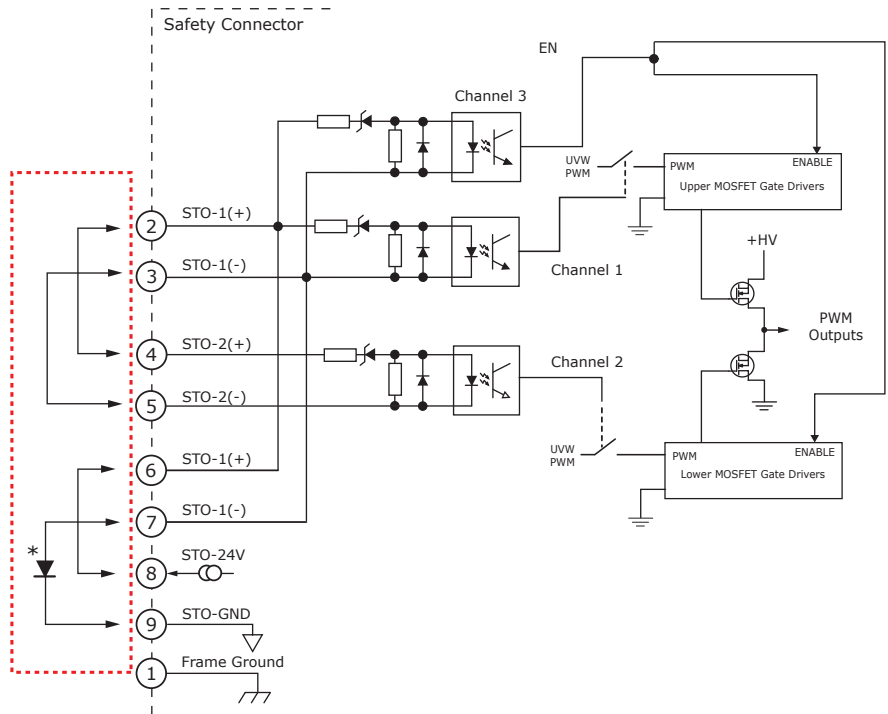 Safety Connector
EN
Channel 3
UVW
PWM
PWM
ENABLE
Upper MOSFET Gate Drivers
2
STO-1(+)
3
STO-1(-)
Channel 1
+HV
PWM
Outputs
4
STO-2(+)
Channel 2
5
STO-2(-)
UVW
PWM
PWM
ENABLE
Lower MOSFET Gate Drivers
6
STO-1(+)
7
STO-1(-)
*
8
STO-24V
9
STO-GND
1
Frame Ground